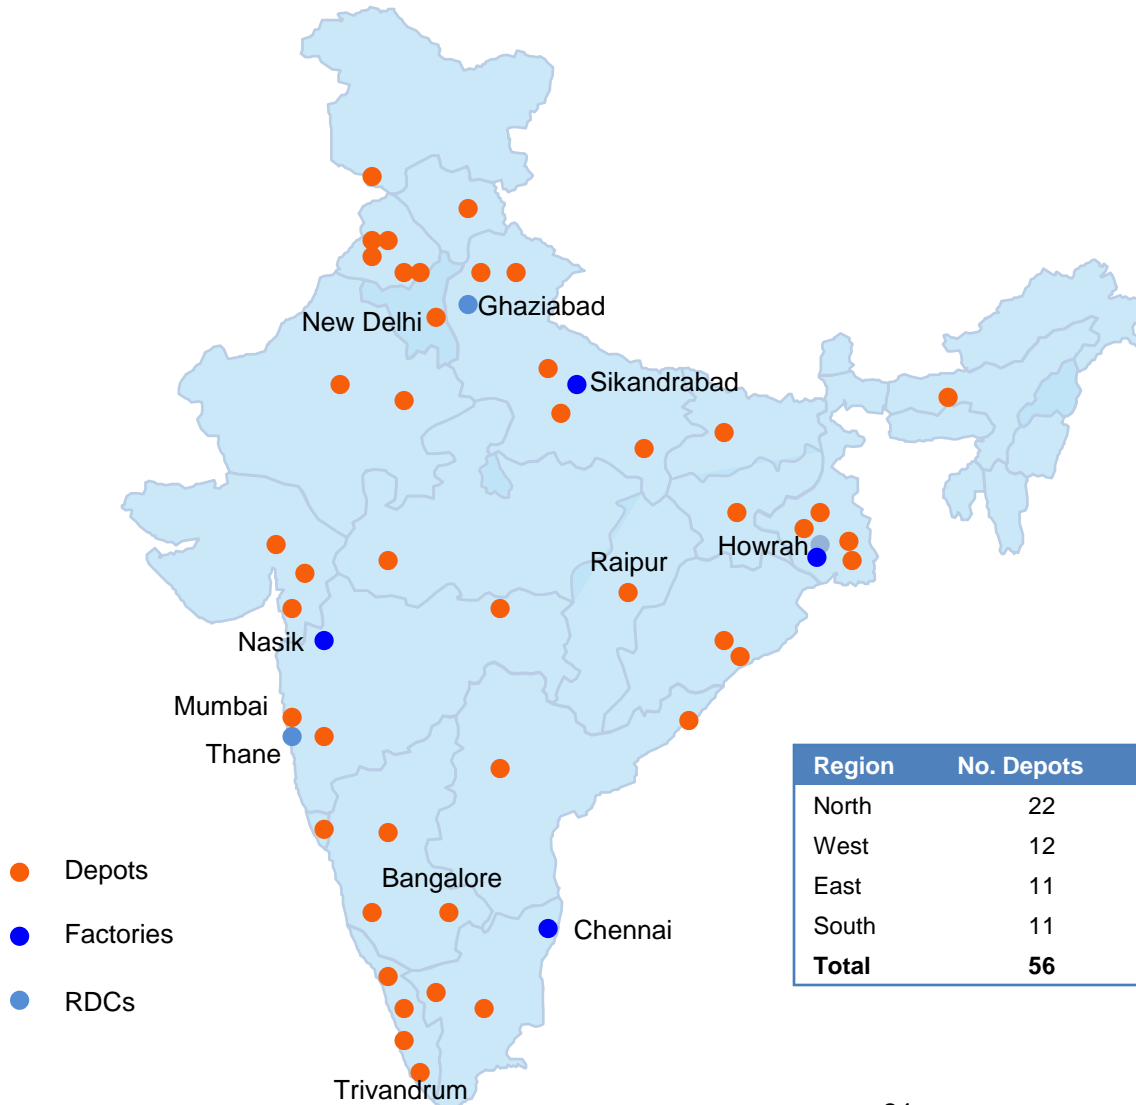 Ghaziabad
New Delhi
Sikandrabad
Howrah
Raipur
Nasik
Mumbai
Thane
Region No. Depots
North 22
West 12
East 11
South 11
Total 56
Depots
Bangalore
Factories
Chennai
RDCs
Trivandrum